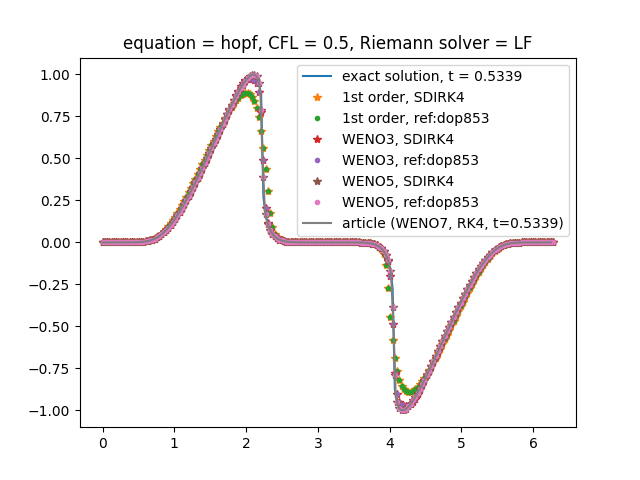 equation = hopf, CFL = 0.5, Riemann solver = LF
1.00
0.75
0.50
0.25
0.00
−0.25
−0.50
−0.75
−1.00
exact solution, t = 0.5339
1st order, SDIRK4
1st order, ref:dop853
WENO3, SDIRK4
WENO3, ref:dop853
WENO5, SDIRK4
WENO5, ref:dop853
article (WENO7, RK4, t=0.5339)
0 1 2 3 4 5 6